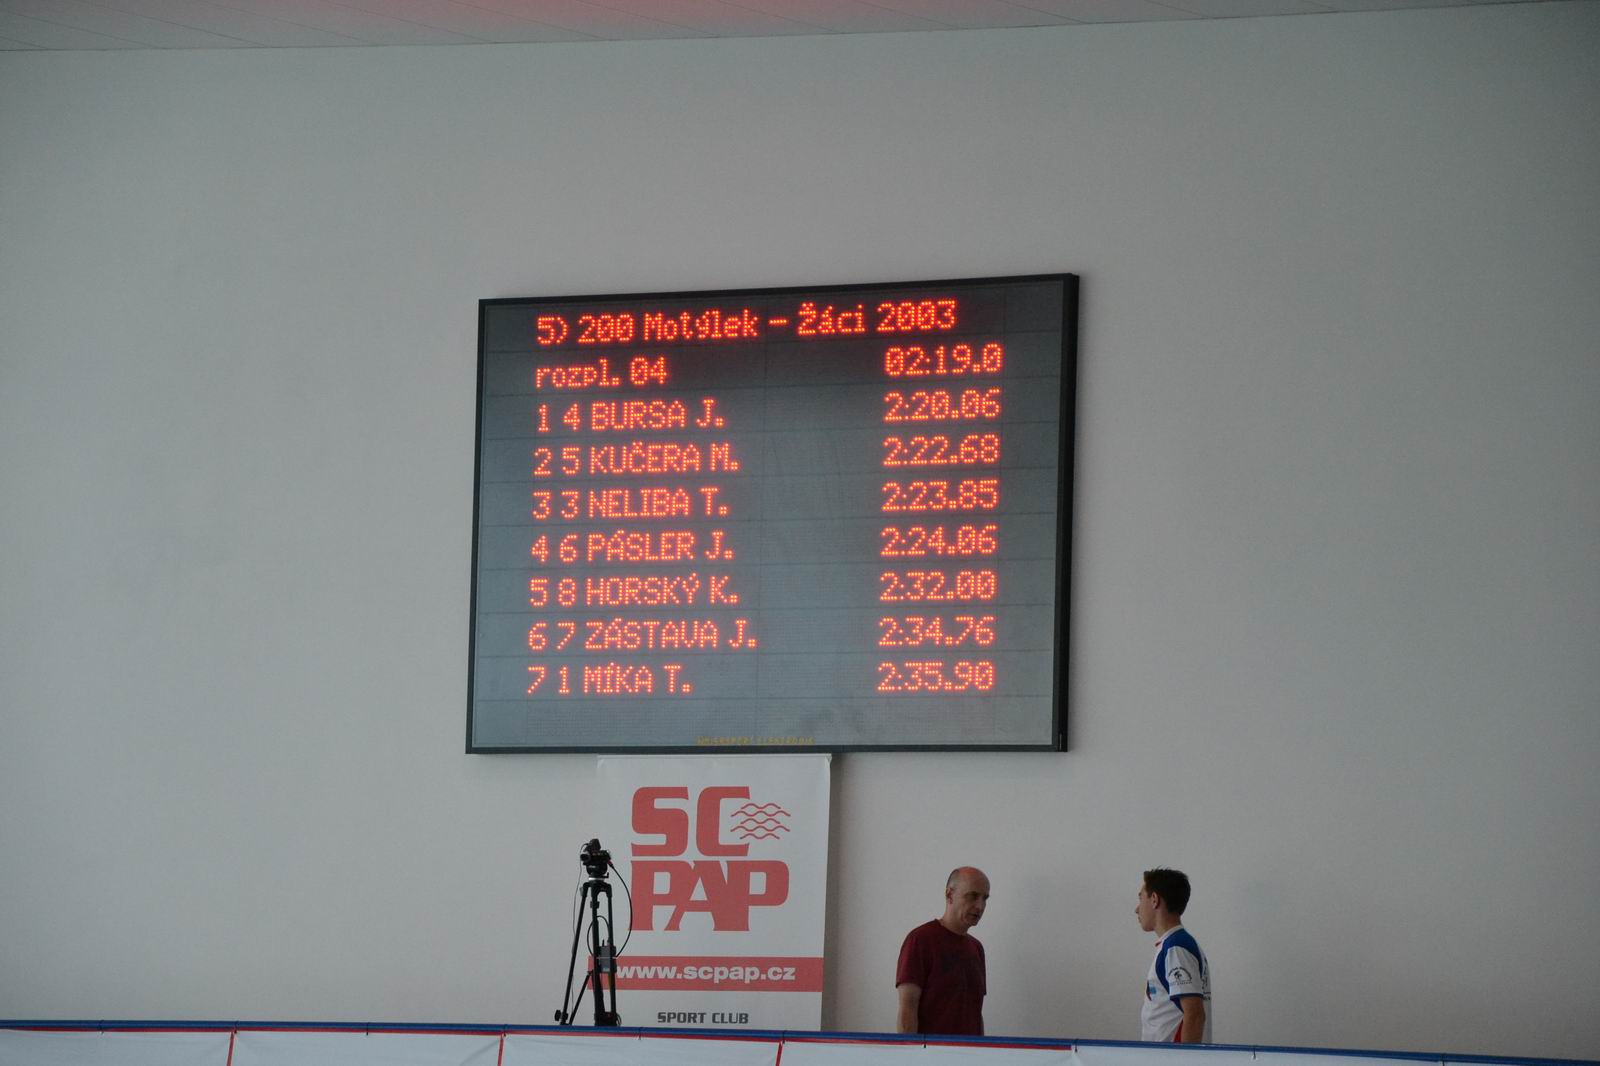 5) 200 Motýlek - Žáci 2003
rozpl. 04 02:19.0
1 4 BURSA J. 2:20.06
2 5 KUČERA M. 2:22.68
3 3 NELIBA T. 2:23.85
4 6 PÁSLER J. 2:24.06
5 8 HORSKÝ K. 2:32.00
6 7 ZÁSTAVA J. 2:34.76
7 1 MÍKA T. 2:35.90
SC
PAP
www.scpap.cz
SPORT CLUB